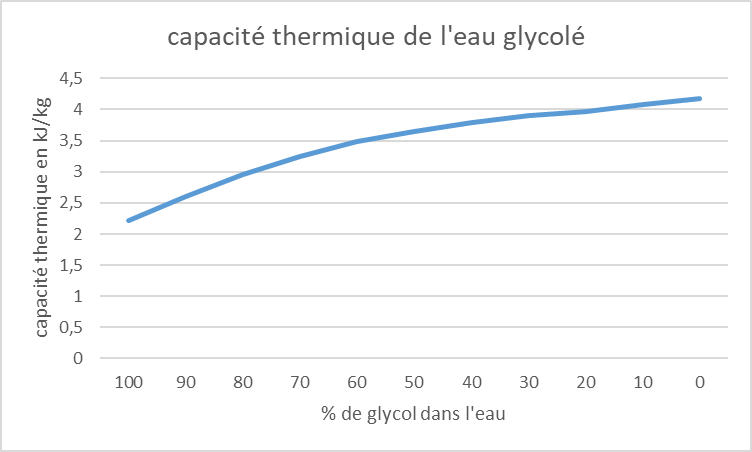 capacité thermique de l'eau glycolé
capacité thermique en kJ/kg
4,5
4
3,5
3
2,5
2
1,5
1
0,5
0
100 90 80 70 60 50 40 30 20 10 0
% de glycol dans l'eau